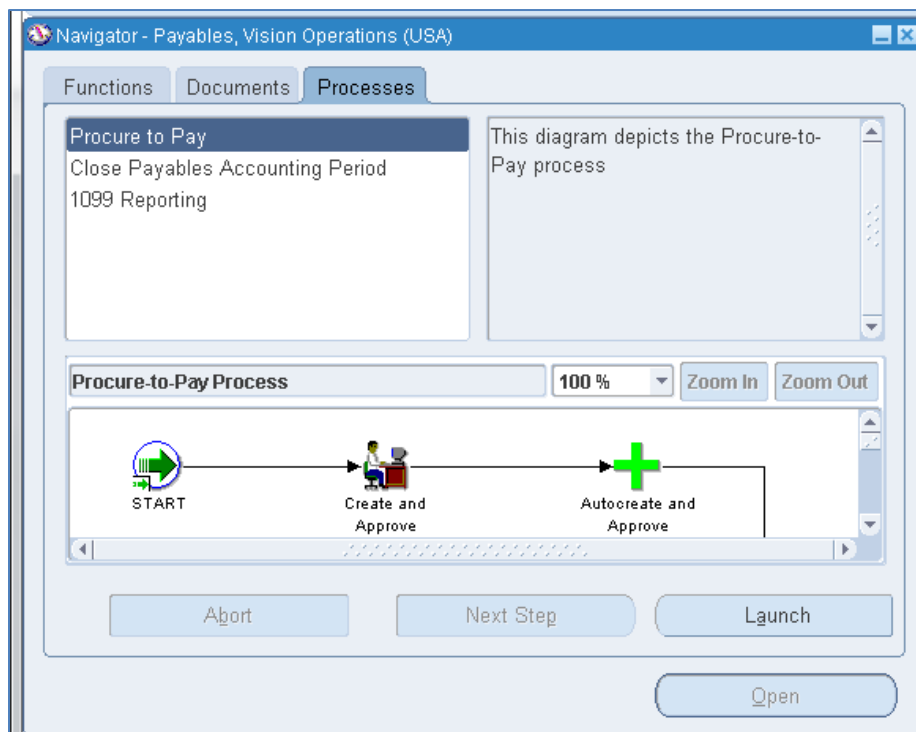 Navigator - Payables, Vision Operations (USA)
Functions
Documents
Processes
Procure to Pay
Close Payables Accounting Period
1099 Reporting
This diagram depicts the Procure-to-
Pay process
Procure-to-Pay Process
100 %
Zoom In
Zoom Out
START
Create and
Approve
Autocreate and
Approve
Abort
Next Step
Launch
Open